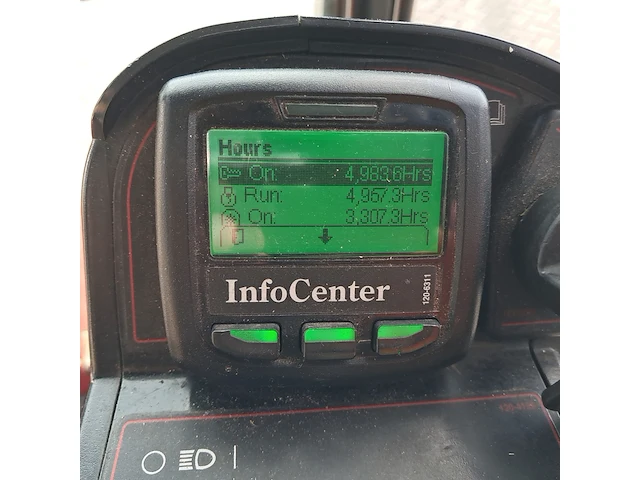 Hours
On: 4,983.6Hrs
Run: 4,967.3Hrs
On: 3,307.3Hrs
InfoCenter
120-6311